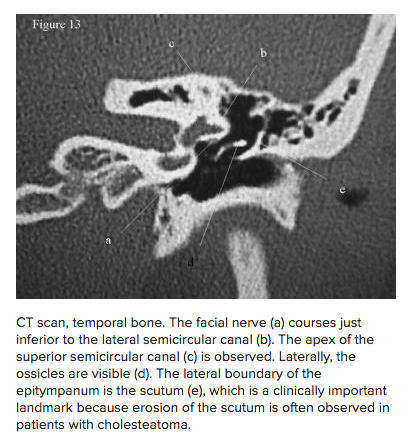 Figure 13
c
b
e
a
d
CT scan, temporal bone. The facial nerve (a) courses just
inferior to the lateral semicircular canal (b). The apex of the
superior semicircular canal (c) is observed. Laterally, the
ossicles are visible (d). The lateral boundary of the
epitympanum is the scutum (e), which is a clinically important
landmark because erosion of the scutum is often observed in
patients with cholesteatoma.